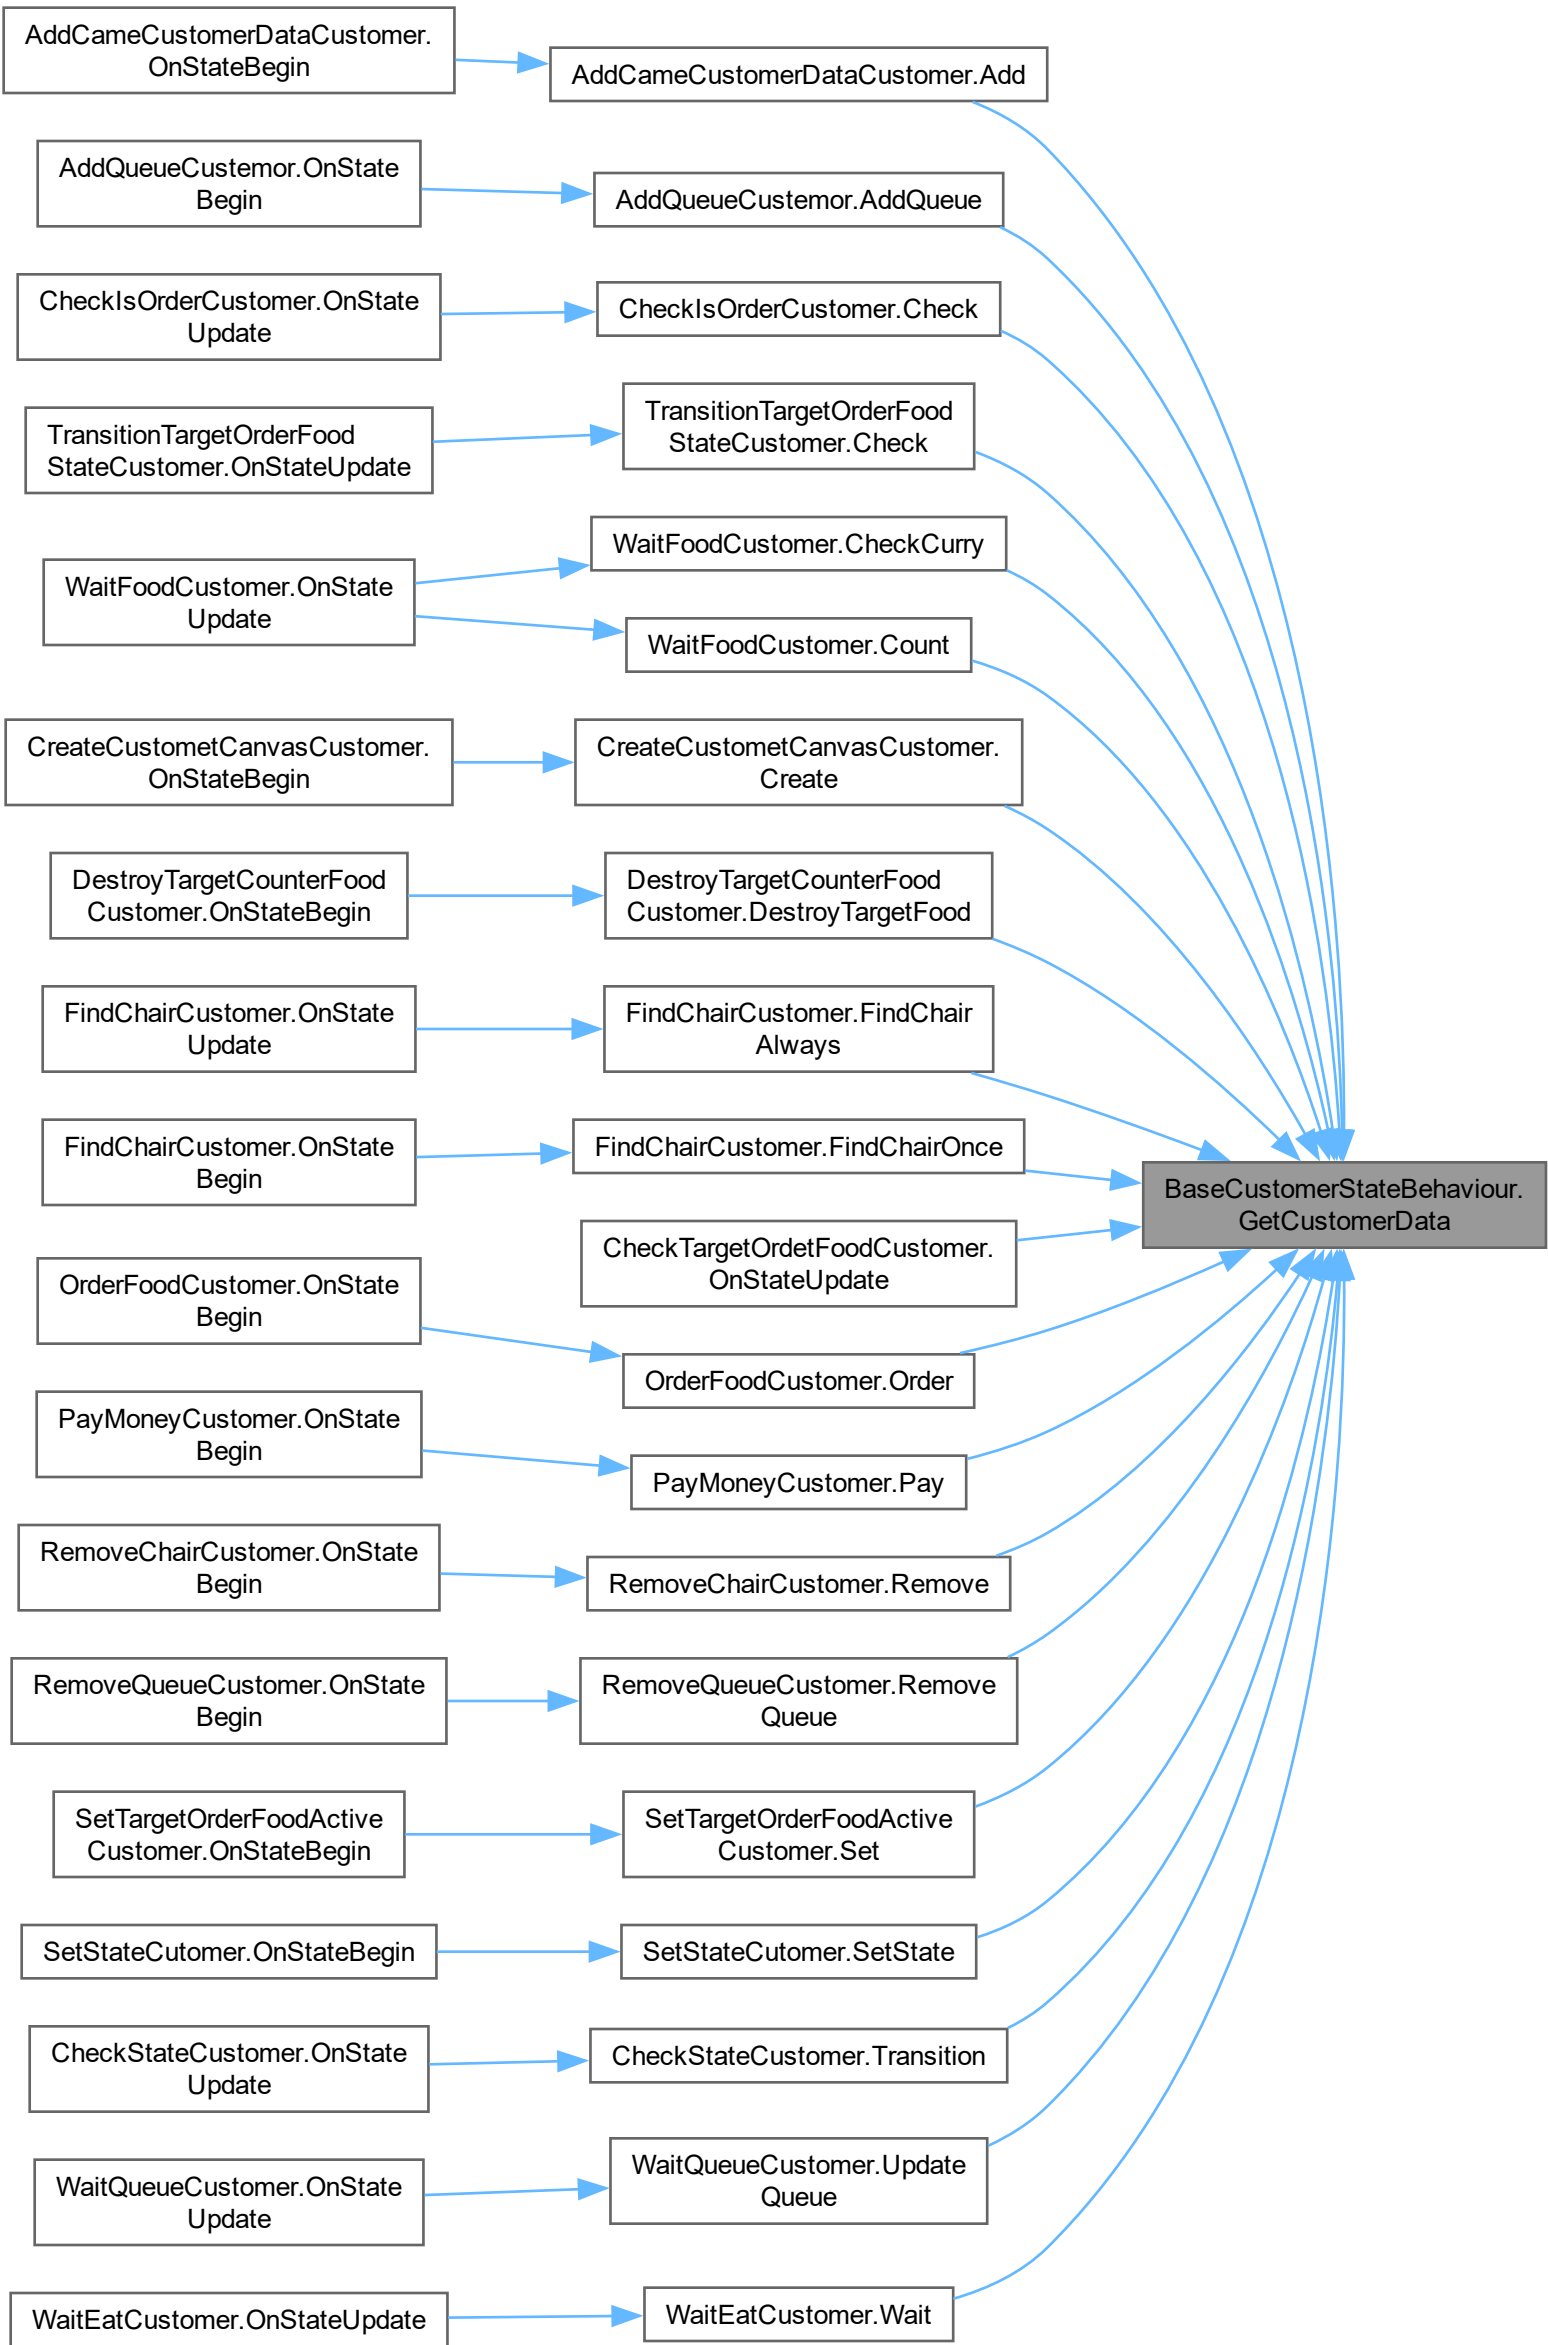 AddCameCustomerDataCustomer.
OnStateBegin
AddCameCustomerDataCustomer.Add
AddQueueCustemor.OnState
Begin
AddQueueCustemor.AddQueue
CheckIsOrderCustomer.OnState
Update
CheckIsOrderCustomer.Check
TransitionTargetOrderFood
StateCustomer.OnStateUpdate
TransitionTargetOrderFood
StateCustomer.Check
WaitFoodCustomer.OnState
Update
WaitFoodCustomer.CheckCurry
WaitFoodCustomer.Count
CreateCustometCanvasCustomer.
OnStateBegin
CreateCustometCanvasCustomer.
Create
DestroyTargetCounterFood
Customer.OnStateBegin
DestroyTargetCounterFood
Customer.DestroyTargetFood
FindChairCustomer.OnState
Update
FindChairCustomer.FindChair
Always
FindChairCustomer.OnState
Begin
FindChairCustomer.FindChairOnce
BaseCustomerStateBehaviour.
GetCustomerData
CheckTargetOrdetFoodCustomer.
OnStateUpdate
OrderFoodCustomer.OnState
Begin
OrderFoodCustomer.Order
PayMoneyCustomer.OnState
Begin
PayMoneyCustomer.Pay
RemoveChairCustomer.OnState
Begin
RemoveChairCustomer.Remove
RemoveQueueCustomer.OnState
Begin
RemoveQueueCustomer.Remove
Queue
SetTargetOrderFoodActive
Customer.OnStateBegin
SetTargetOrderFoodActive
Customer.Set
SetStateCutomer.OnStateBegin
SetStateCutomer.SetState
CheckStateCustomer.OnState
Update
CheckStateCustomer.Transition
WaitQueueCustomer.OnState
Update
WaitQueueCustomer.Update
Queue
WaitEatCustomer.OnStateUpdate
WaitEatCustomer.Wait